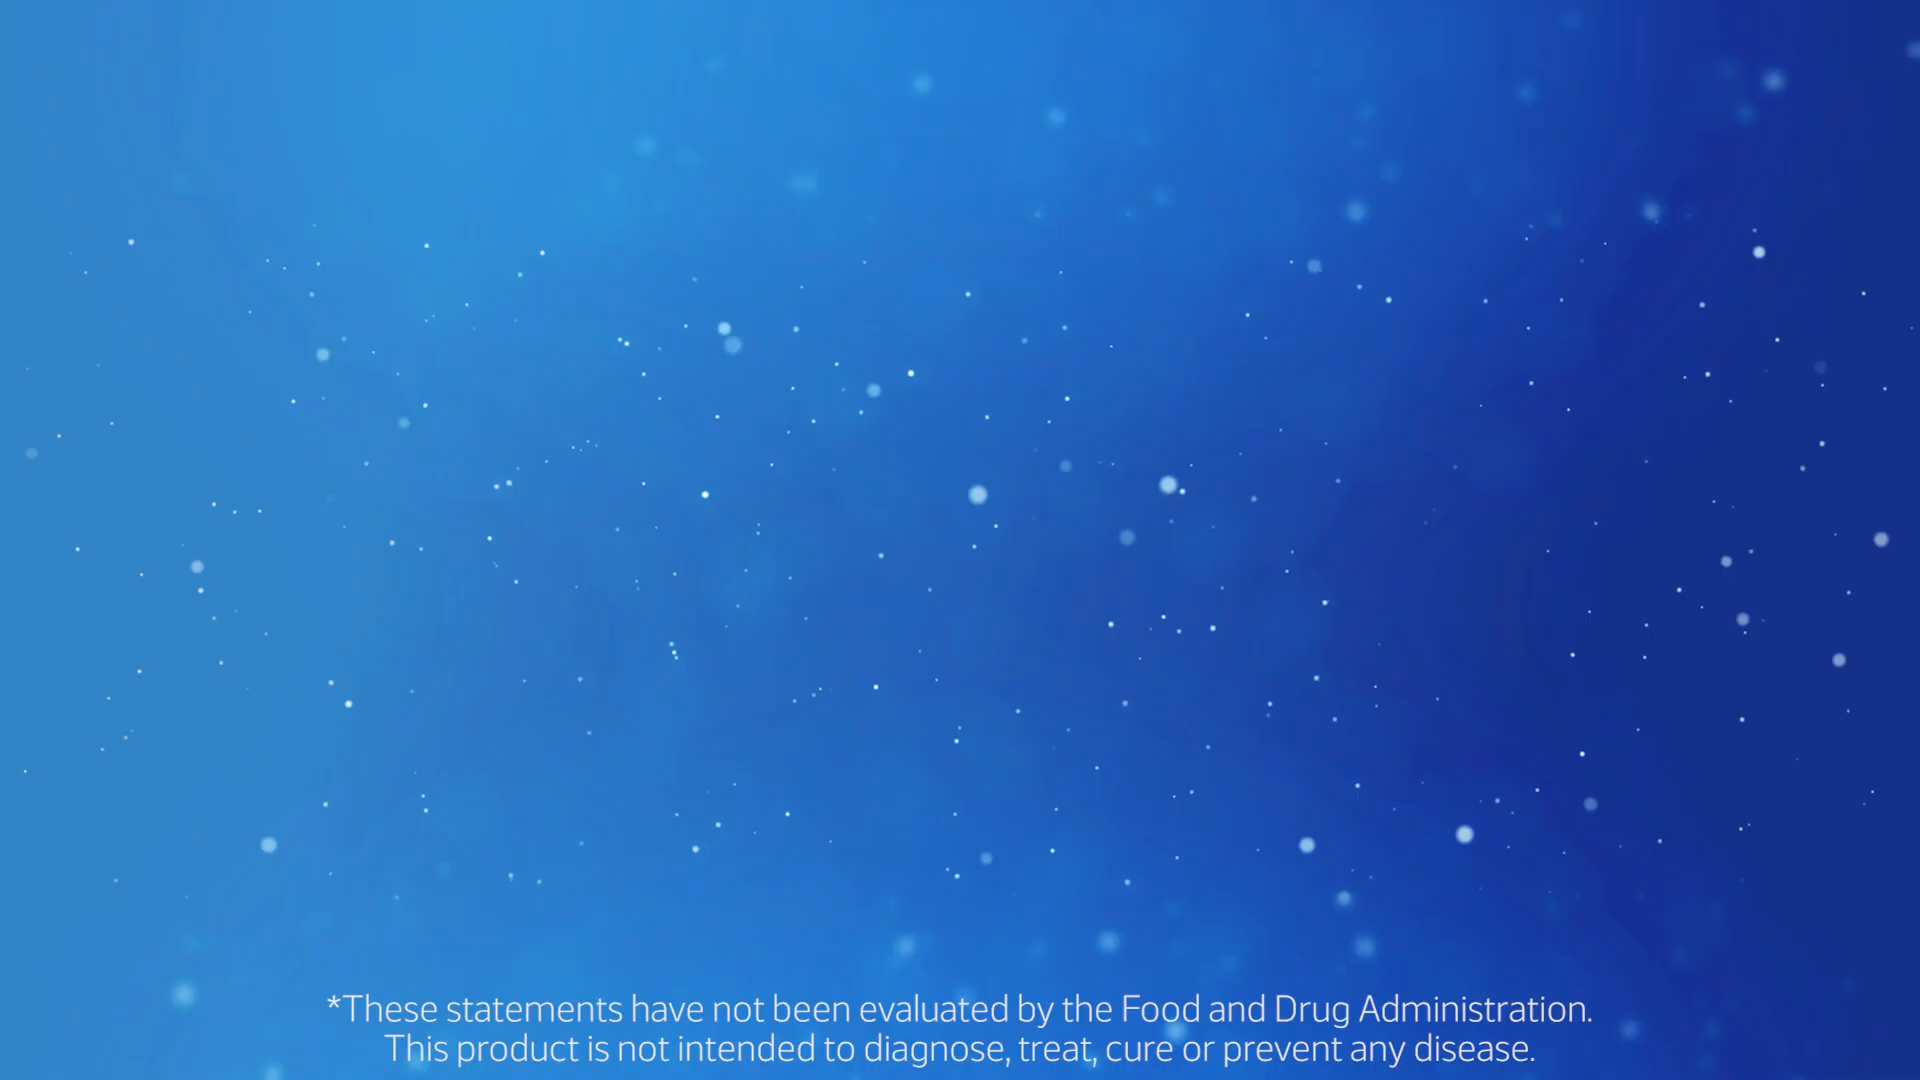 *These statements have not been evaluated by the Food and Drug Administration.
This product is not intended to diagnose, treat, cure or prevent any disease.